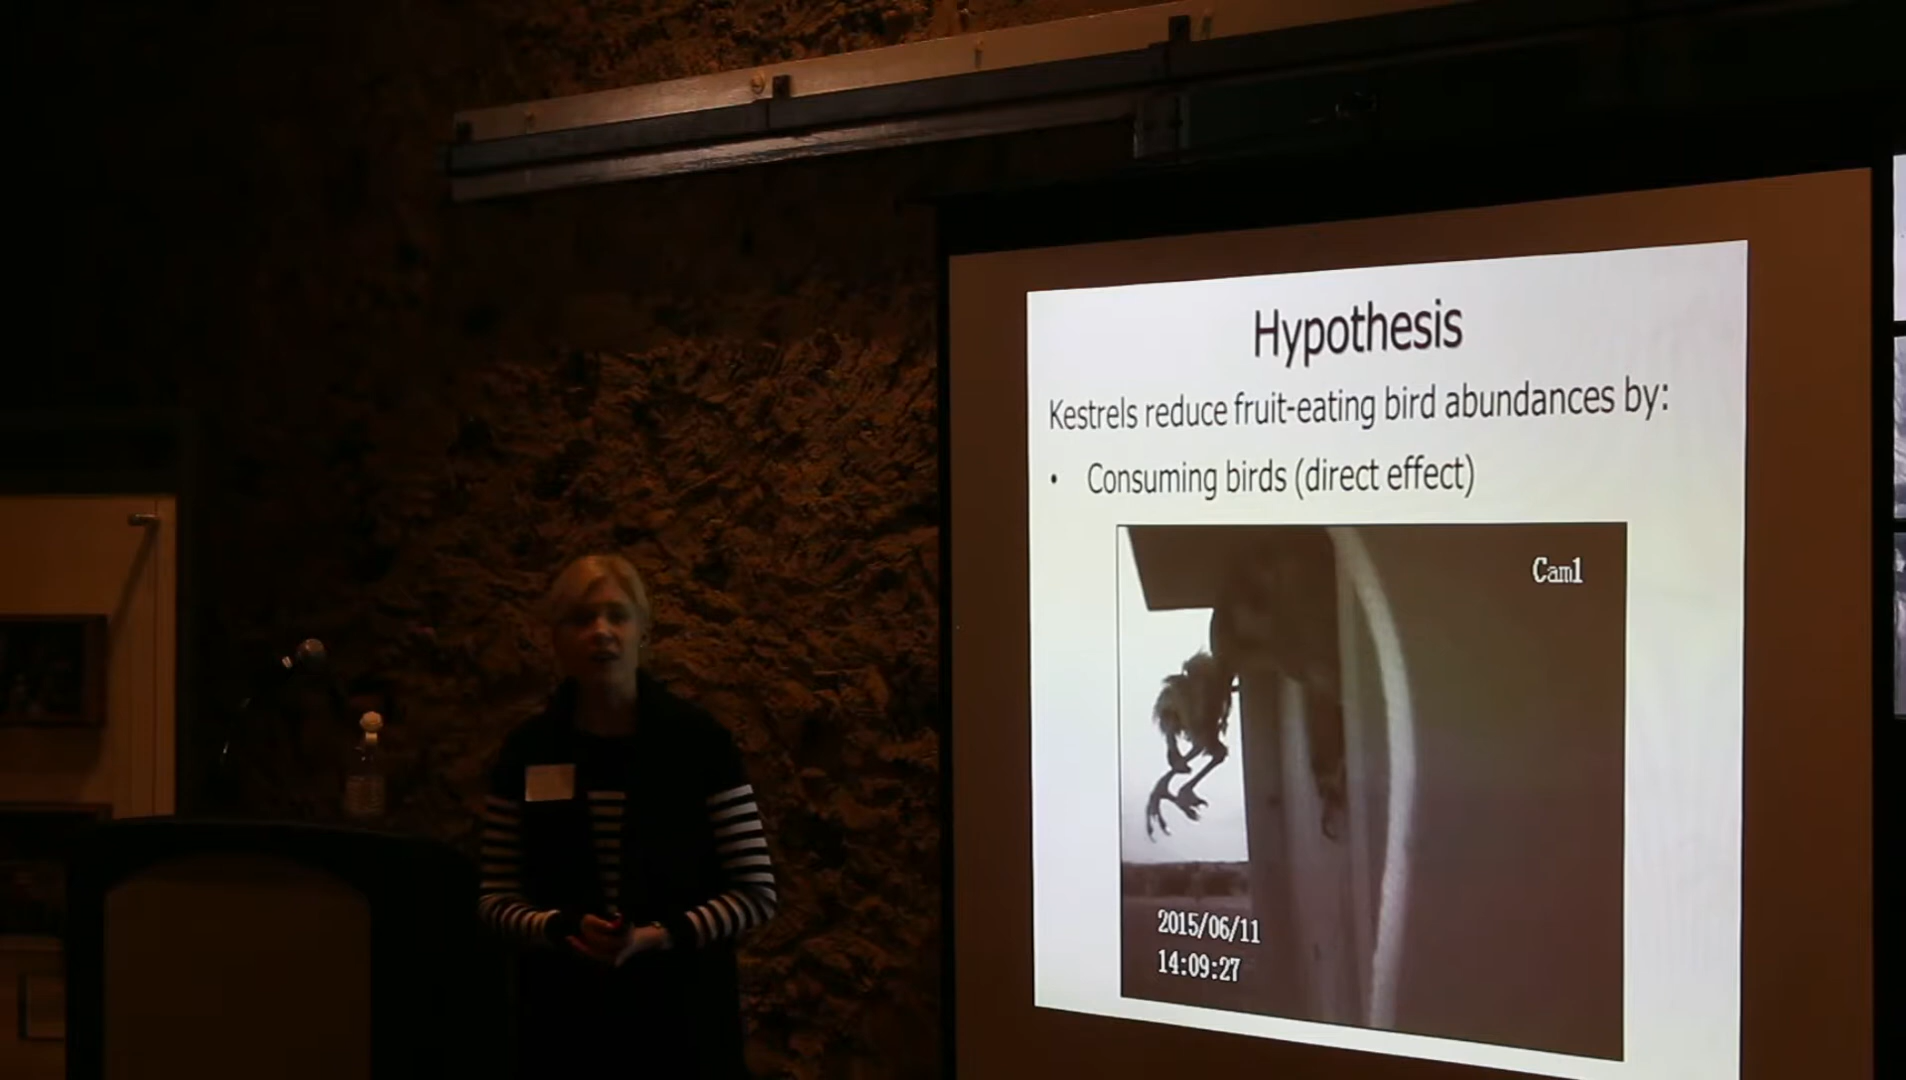 Hypothesis
Kestrels reduce fruit-eating bird abundances by:
• Consuming birds (direct effect)
Cam1
2015/06/11
14:09:27